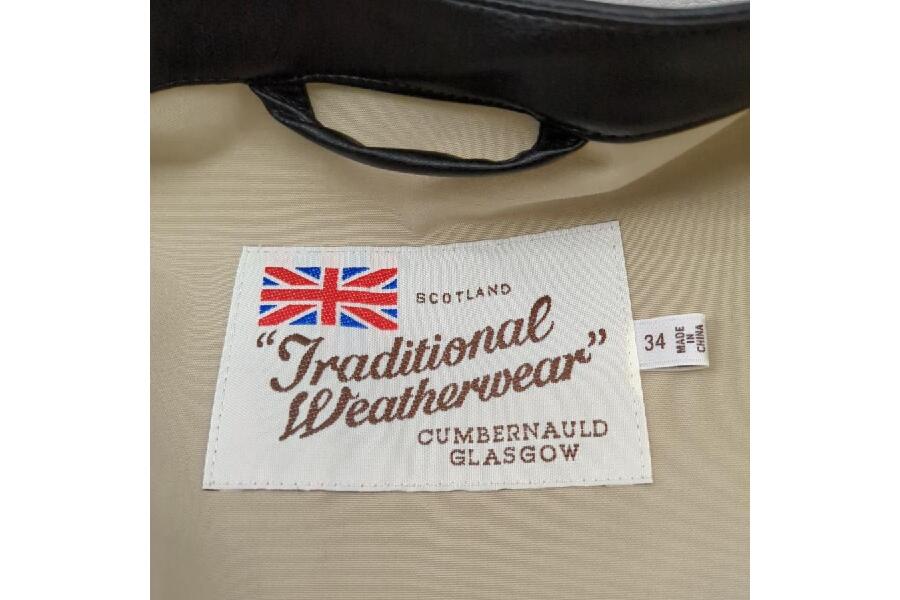 SCOTLAND
"Traditional
Weatherwear"
CUMBERNAULD
GLASGOW
34
MADE
IN
CHINA